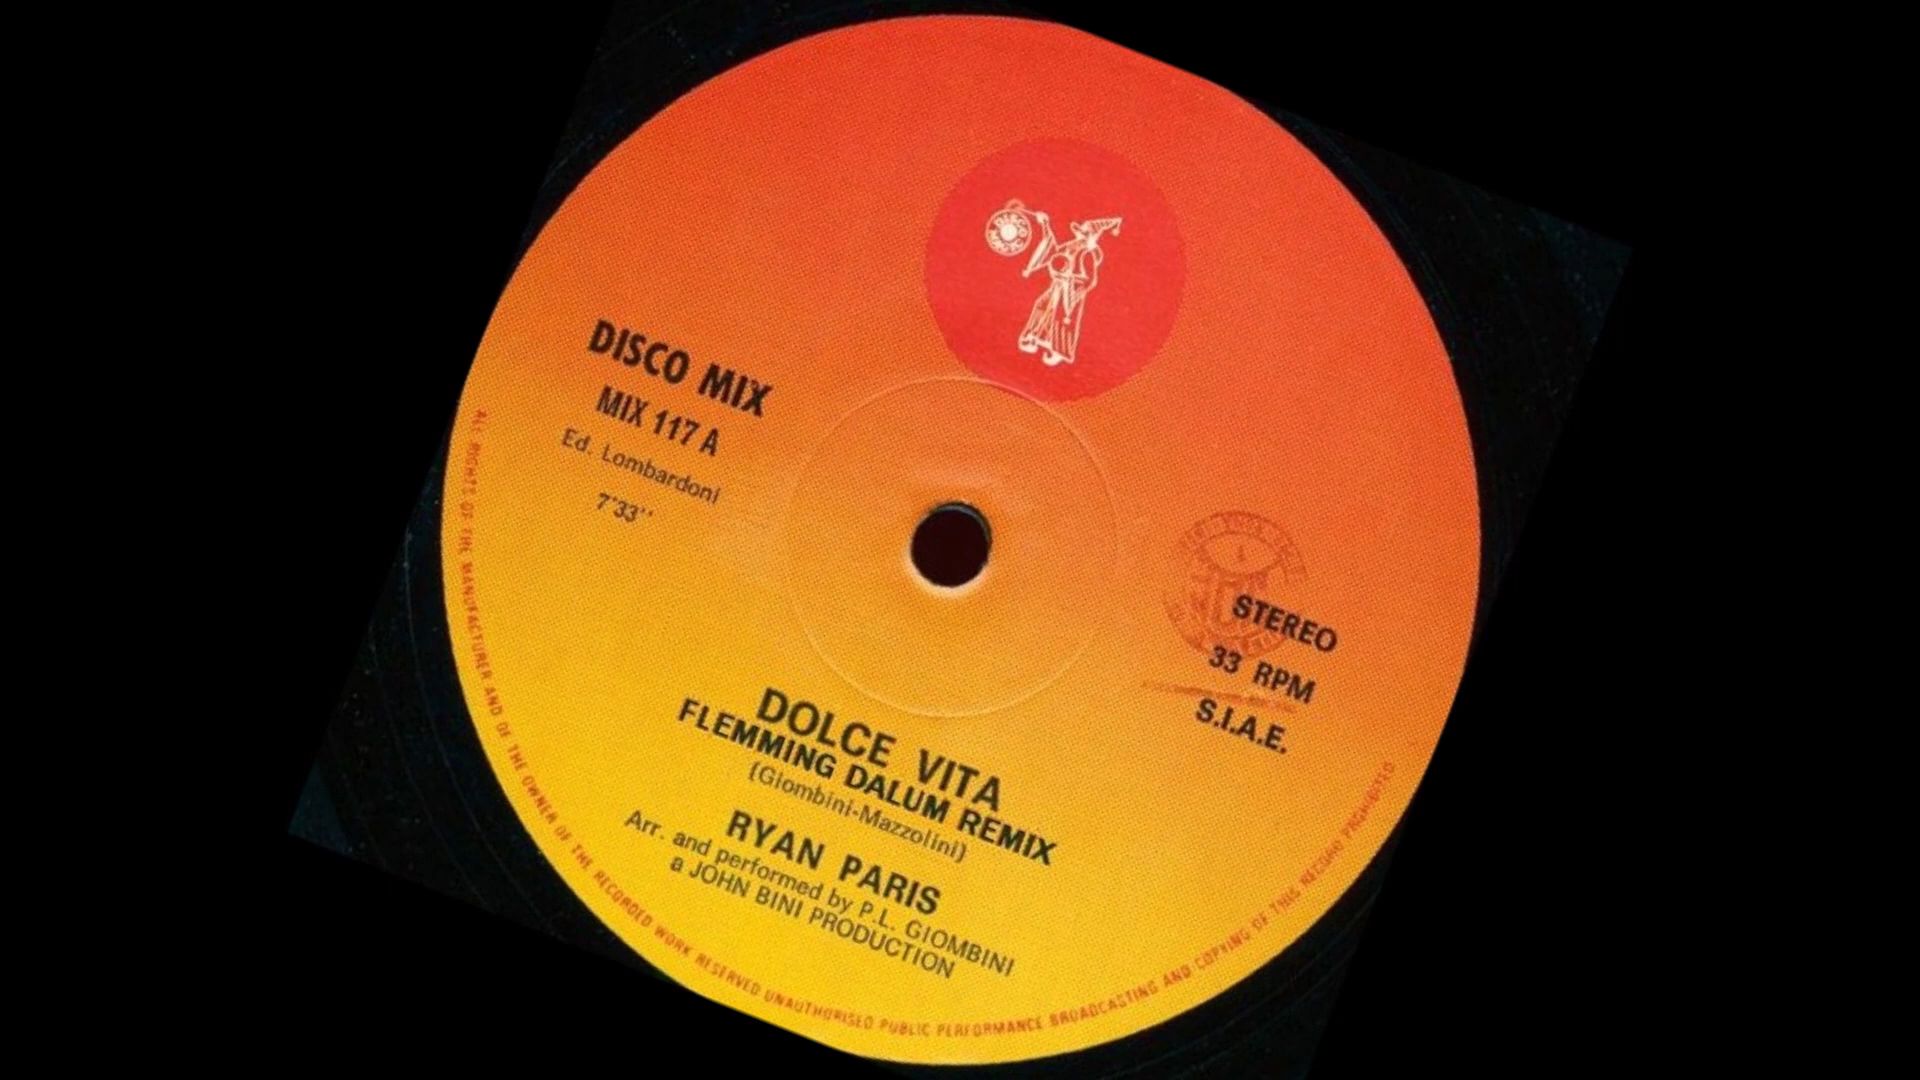 DISCO MAGIC
DISCO MIX
MIX 117 A
Ed. Lombardoni
7'33''
STEREO
33 RPM
S.I.A.E.
DOLCE VITA
FLEMMING DALUM REMIX
(Giombini-Mazzolini)
RYAN PARIS
Arr. and performed by P.L. GIOMBINI
a JOHN BINI PRODUCTION
ALL RIGHTS OF THE MANUFACTURER AND OF THE OWNER OF THE RECORDED WORK RESERVED UNAUTHORISED PUBLIC PERFORMANCE BROADCASTING AND COPYING OF THIS RECORD PROHIBITED